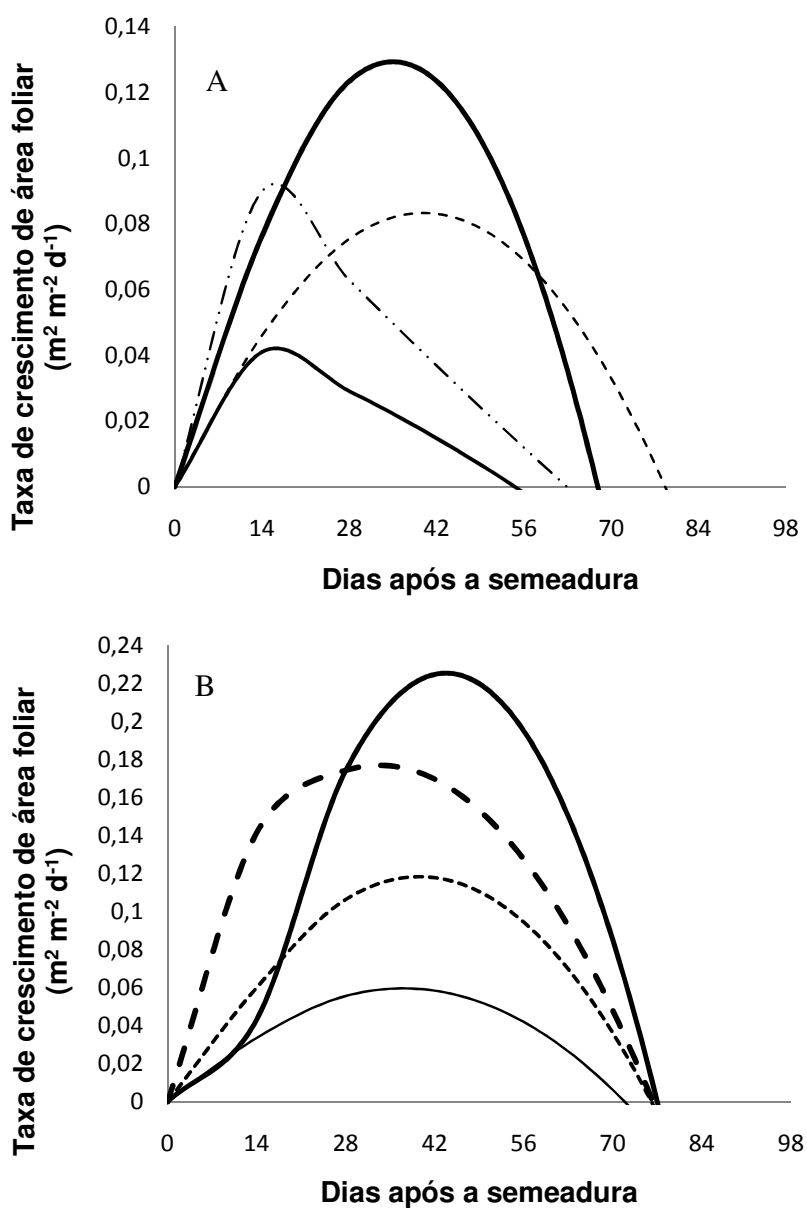 0,14
0,12
0,1
0,08
0,06
0,04
0,02
0
A
Taxa de crescimento de área foliar
(m² m⁻² d⁻¹)
0 14 28 42 56 70 84 98
Dias após a semeadura
0,24
0,22
0,2
0,18
0,16
0,14
0,12
0,1
0,08
0,06
0,04
0,02
0
B
Taxa de crescimento de área foliar
(m² m⁻² d⁻¹)
0 14 28 42 56 70 84 98
Dias após a semeadura